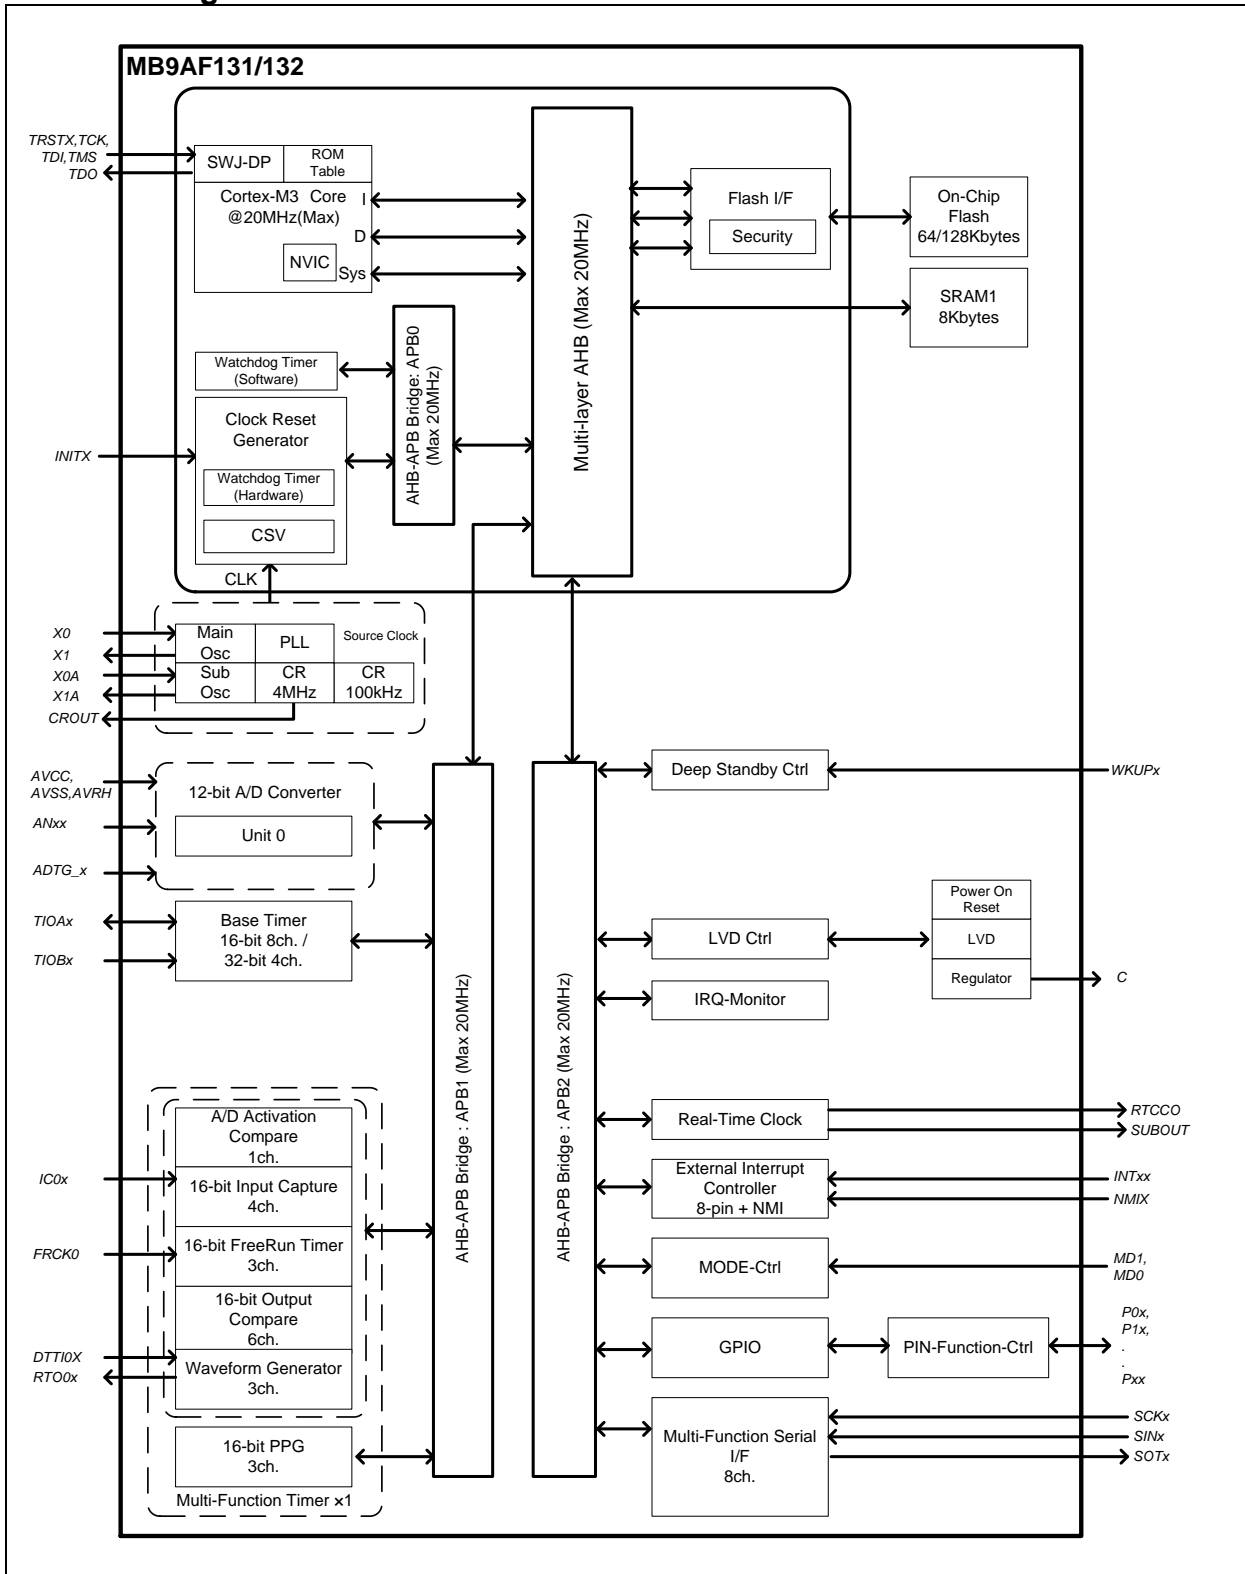 MB9AF131/132
TRSTX,TCK,
TDI,TMS
TDO
SWJ-DP
ROM
Table
Cortex-M3 Core
@20MHz(Max)
I
D
Sys
NVIC
Multi-layer AHB (Max 20MHz)
Flash I/F
Security
On-Chip
Flash
64/128Kbytes
SRAM1
8Kbytes
Watchdog Timer
(Software)
AHB-APB Bridge: APB0
(Max 20MHz)
INITX
Clock Reset
Generator
Watchdog Timer
(Hardware)
CSV
CLK
X0
X1
X0A
X1A
CROUT
Main
Osc
PLL
Source Clock
Sub
Osc
CR
4MHz
CR
100kHz
AVCC,
AVSS,AVRH
ANxx
ADTG_x
12-bit A/D Converter
Unit 0
TIOAx
TIOBx
Base Timer
16-bit 8ch. /
32-bit 4ch.
AHB-APB Bridge : APB1 (Max 20MHz)
AHB-APB Bridge : APB2 (Max 20MHz)
Deep Standby Ctrl
WKUPx
LVD Ctrl
Power On
Reset
LVD
Regulator
C
IRQ-Monitor
Real-Time Clock
RTCCO
SUBOUT
External Interrupt
Controller
8-pin + NMI
INTxx
NMIX
MODE-Ctrl
MD1,
MD0
GPIO
PIN-Function-Ctrl
P0x,
P1x,
.
.
Pxx
Multi-Function Serial
I/F
8ch.
SCKx
SINx
SOTx
IC0x
FRCK0
DTTI0X
RTO0x
A/D Activation
Compare
1ch.
16-bit Input Capture
4ch.
16-bit FreeRun Timer
3ch.
16-bit Output
Compare
6ch.
Waveform Generator
3ch.
16-bit PPG
3ch.
Multi-Function Timer ×1